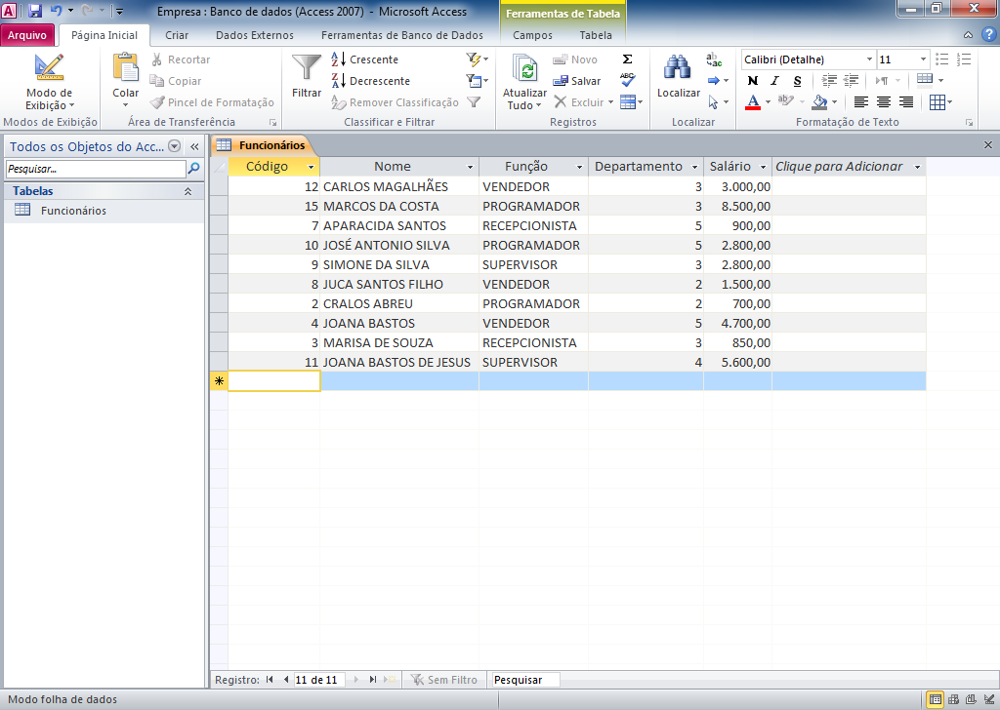 Empresa : Banco de dados (Access 2007) - Microsoft Access
Ferramentas de Tabela
Arquivo Página Inicial Criar Dados Externos Ferramentas de Banco de Dados Campos Tabela
Modo de Exibição
Modos de Exibição
Colar
Recortar
Copiar
Pincel de Formatação
Área de Transferência
Filtrar
Crescente
Decrescente
Remover Classificação
Classificar e Filtrar
Atualizar Tudo
Novo
Salvar
Excluir
Registros
Localizar
Localizar
Calibri (Detalhe) 11
N I S
Formatação de Texto
Todos os Objetos do Acc...
Pesquisar...
Tabelas
Funcionários
Funcionários
Código Nome Função Departamento Salário Clique para Adicionar
12 CARLOS MAGALHÃES VENDEDOR 3 3.000,00
15 MARCOS DA COSTA PROGRAMADOR 3 8.500,00
7 APARACIDA SANTOS RECEPCIONISTA 5 900,00
10 JOSÉ ANTONIO SILVA PROGRAMADOR 5 2.800,00
9 SIMONE DA SILVA SUPERVISOR 3 2.800,00
8 JUCA SANTOS FILHO VENDEDOR 2 1.500,00
2 CRALOS ABREU PROGRAMADOR 2 700,00
4 JOANA BASTOS VENDEDOR 5 4.700,00
3 MARISA DE SOUZA RECEPCIONISTA 3 850,00
11 JOANA BASTOS DE JESUS SUPERVISOR 4 5.600,00
Registro: 11 de 11 Sem Filtro Pesquisar
Modo folha de dados